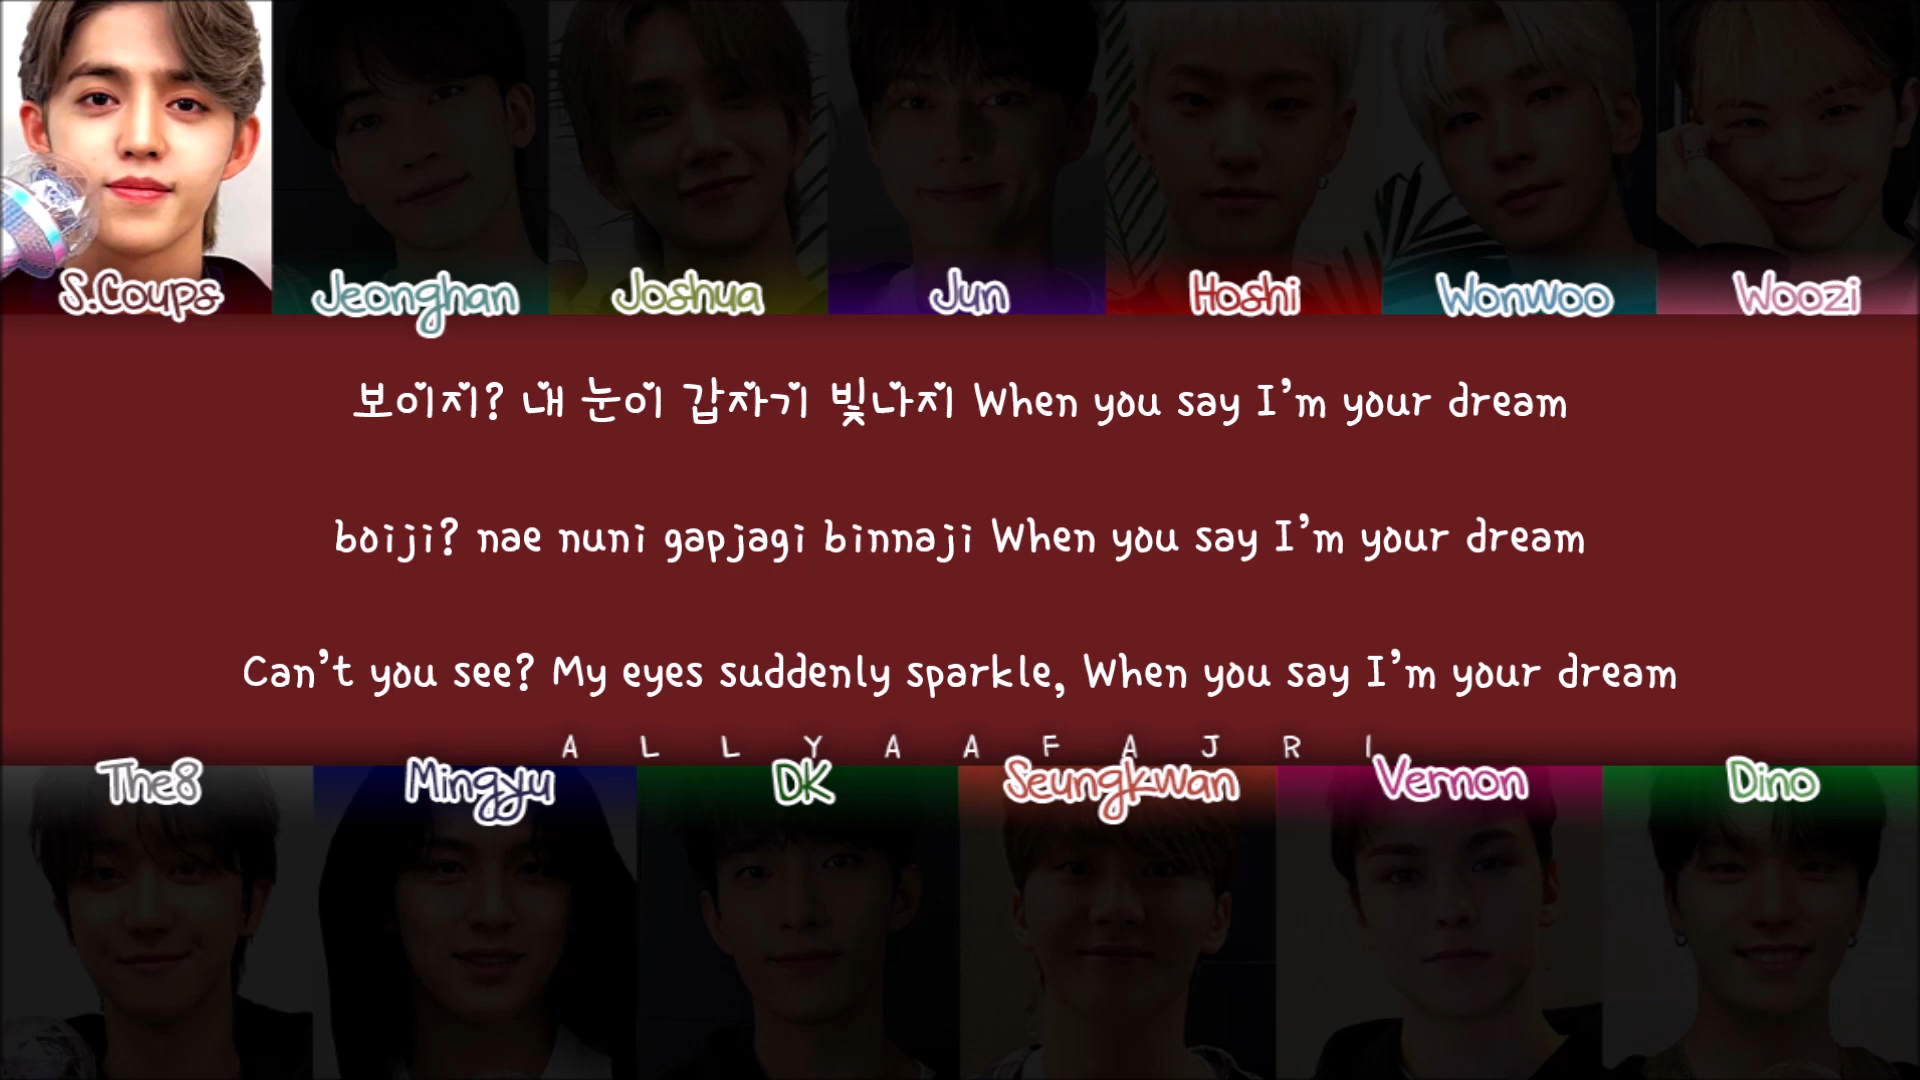 S.Coups Jeonghan Joshua Jun Hoshi Wonwoo Woozi
보이지? 내 눈이 갑자기 빛나지 When you say I’m your dream
boiji? nae nuni gapjagi binnaji When you say I’m your dream
Can’t you see? My eyes suddenly sparkle, When you say I’m your dream
A L L Y A A F A J R I
The8 Mingyu DK Seungkwan Vernon Dino